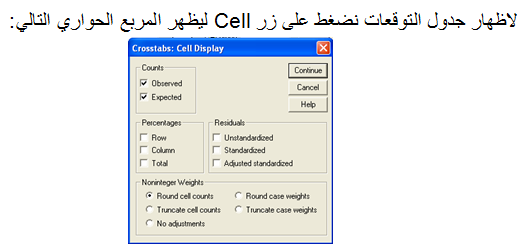 لاظهار جدول التوقعات نضغط على زر Cell ليظهر المربع الحواري التالي:
Crosstabs: Cell Display
Counts
Observed
Expected
Continue
Cancel
Help
Percentages
Row
Column
Total
Residuals
Unstandardized
Standardized
Adjusted standardized
Noninteger Weights
Round cell counts Round case weights
Truncate cell counts Truncate case weights
No adjustments